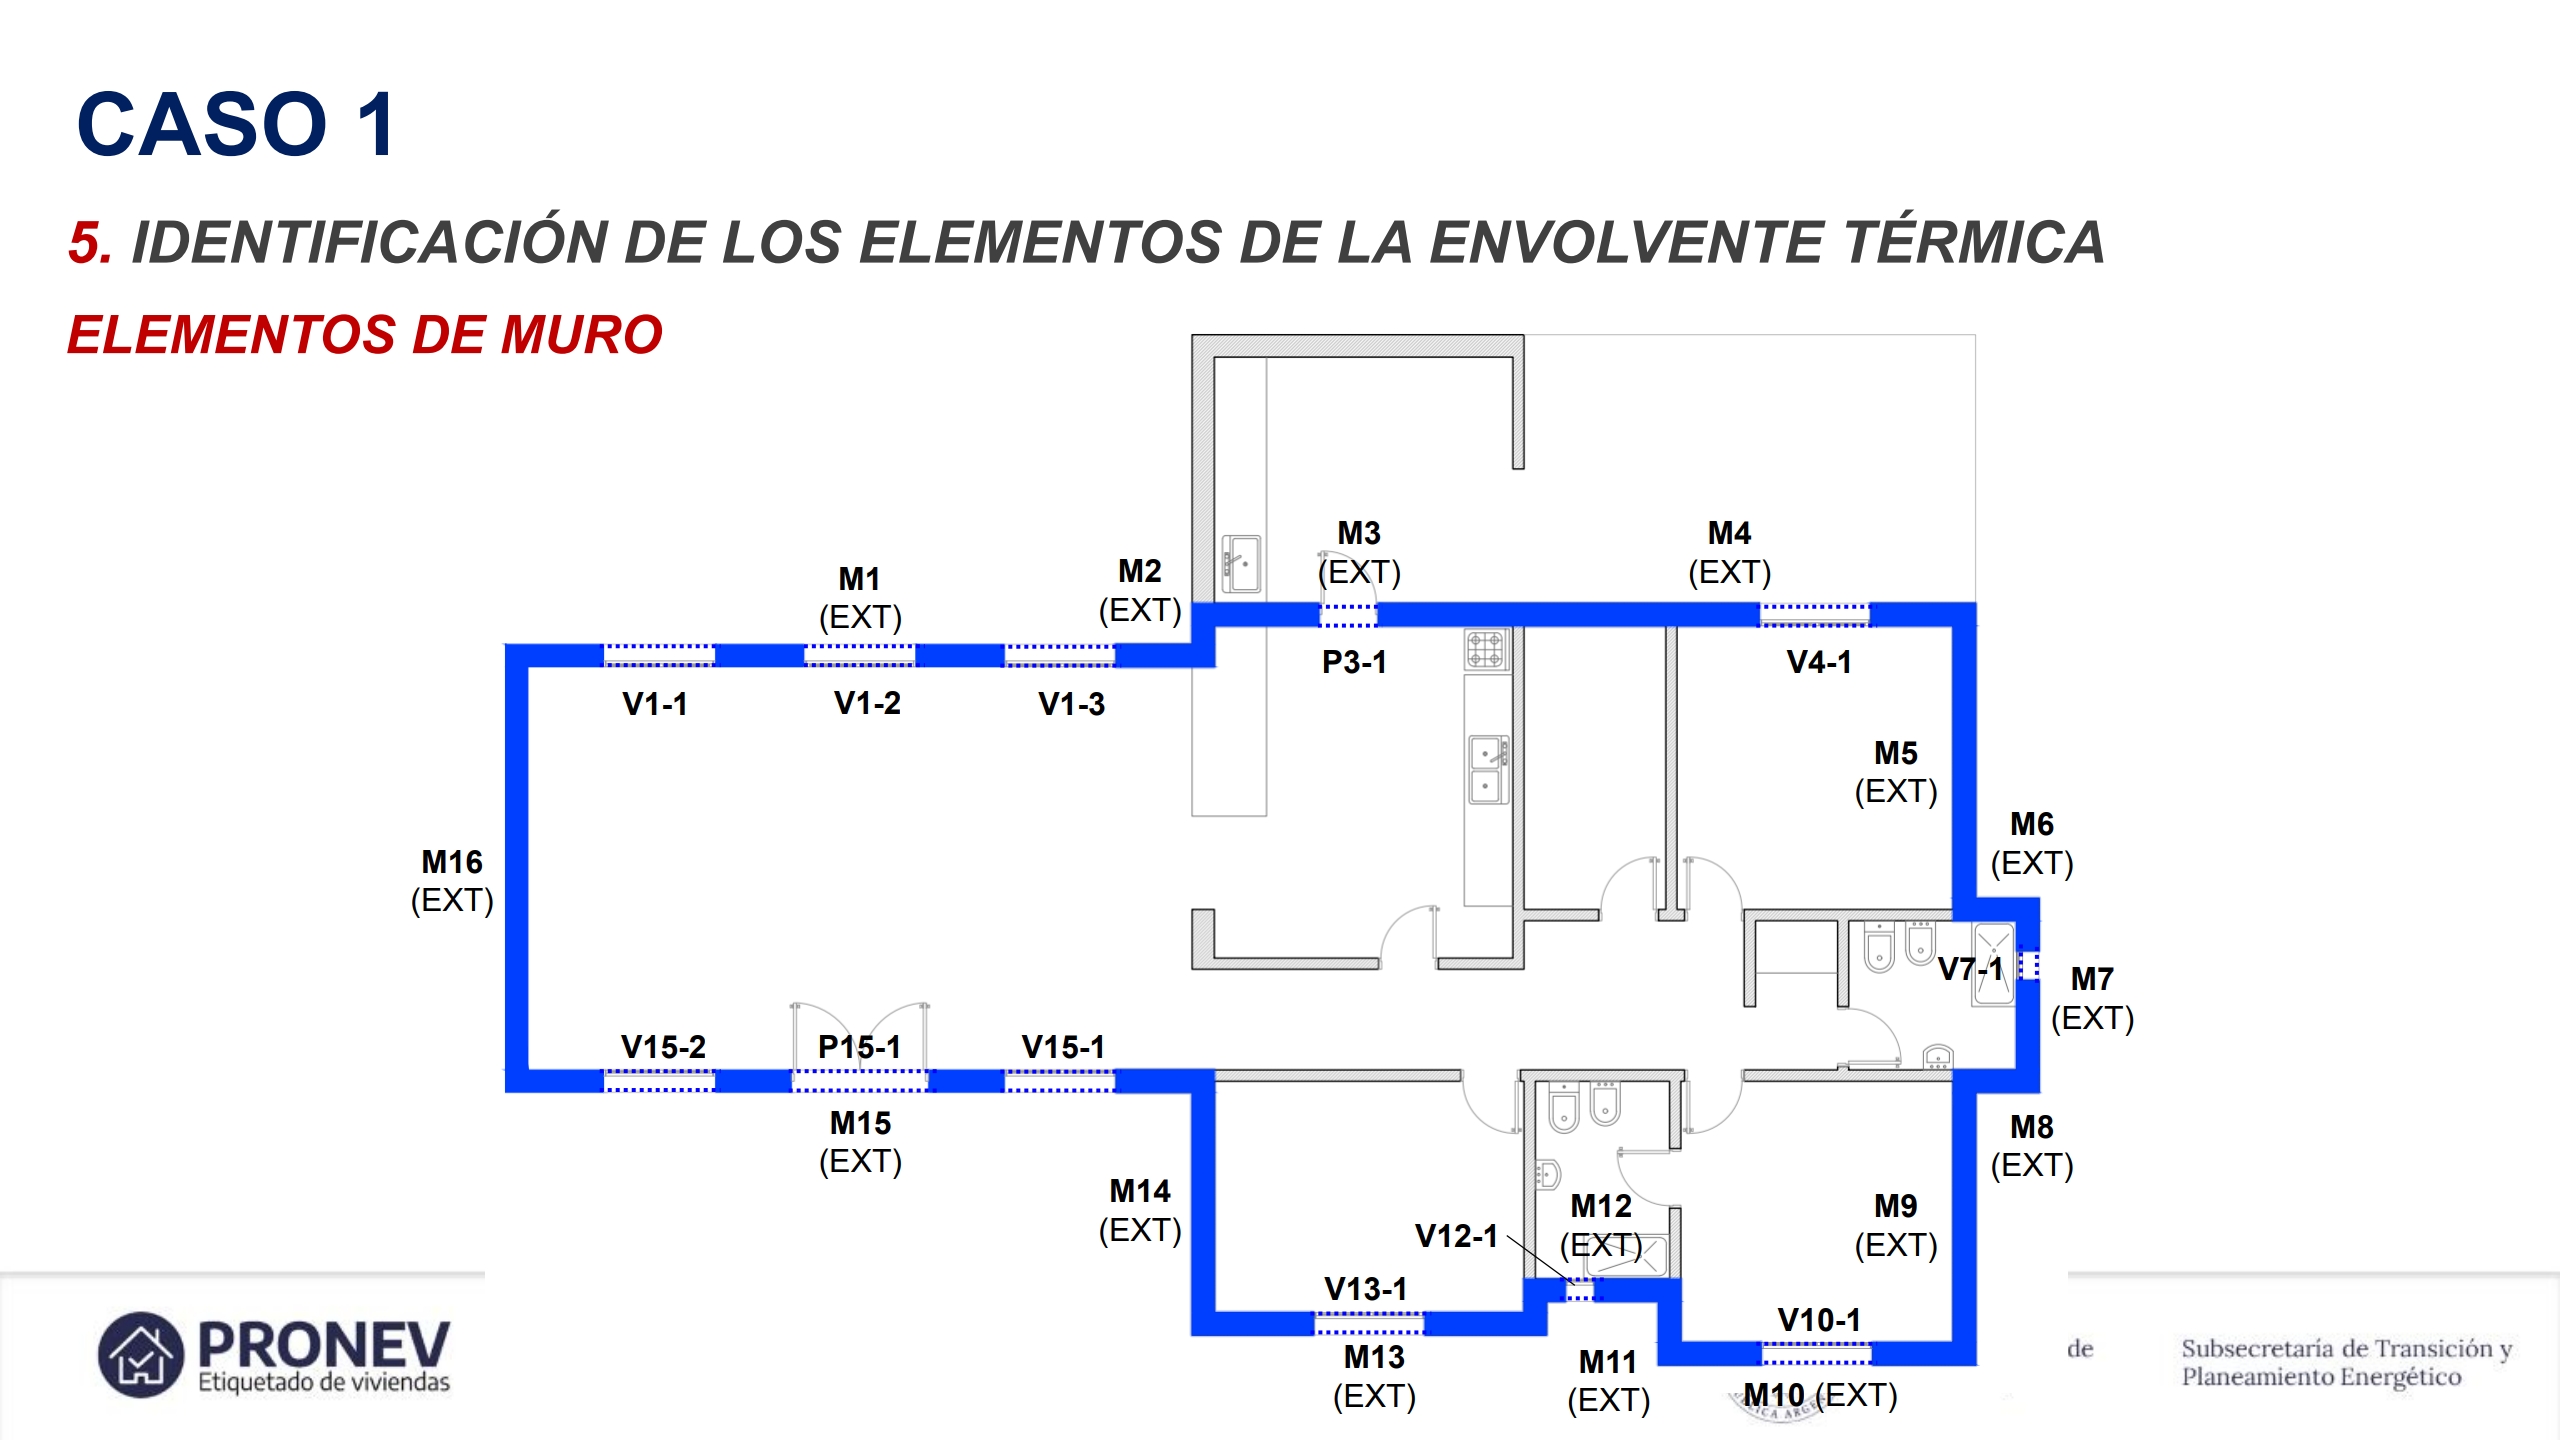 CASO 1
5. IDENTIFICACIÓN DE LOS ELEMENTOS DE LA ENVOLVENTE TÉRMICA
ELEMENTOS DE MURO
M3
(EXT)
M4
(EXT)
M1
(EXT)
M2
(EXT)
P3-1
V4-1
V1-1
V1-2
V1-3
M5
(EXT)
M6
(EXT)
M16
(EXT)
V7-1
M7
(EXT)
V15-2
P15-1
V15-1
M15
(EXT)
M8
(EXT)
M14
(EXT)
M12
(EXT)
M9
(EXT)
V12-1
V13-1
V10-1
M13
(EXT)
M11
(EXT)
M10 (EXT)
PRONEV
Etiquetado de viviendas
de
Subsecretaría de Transición y
Planeamiento Energético